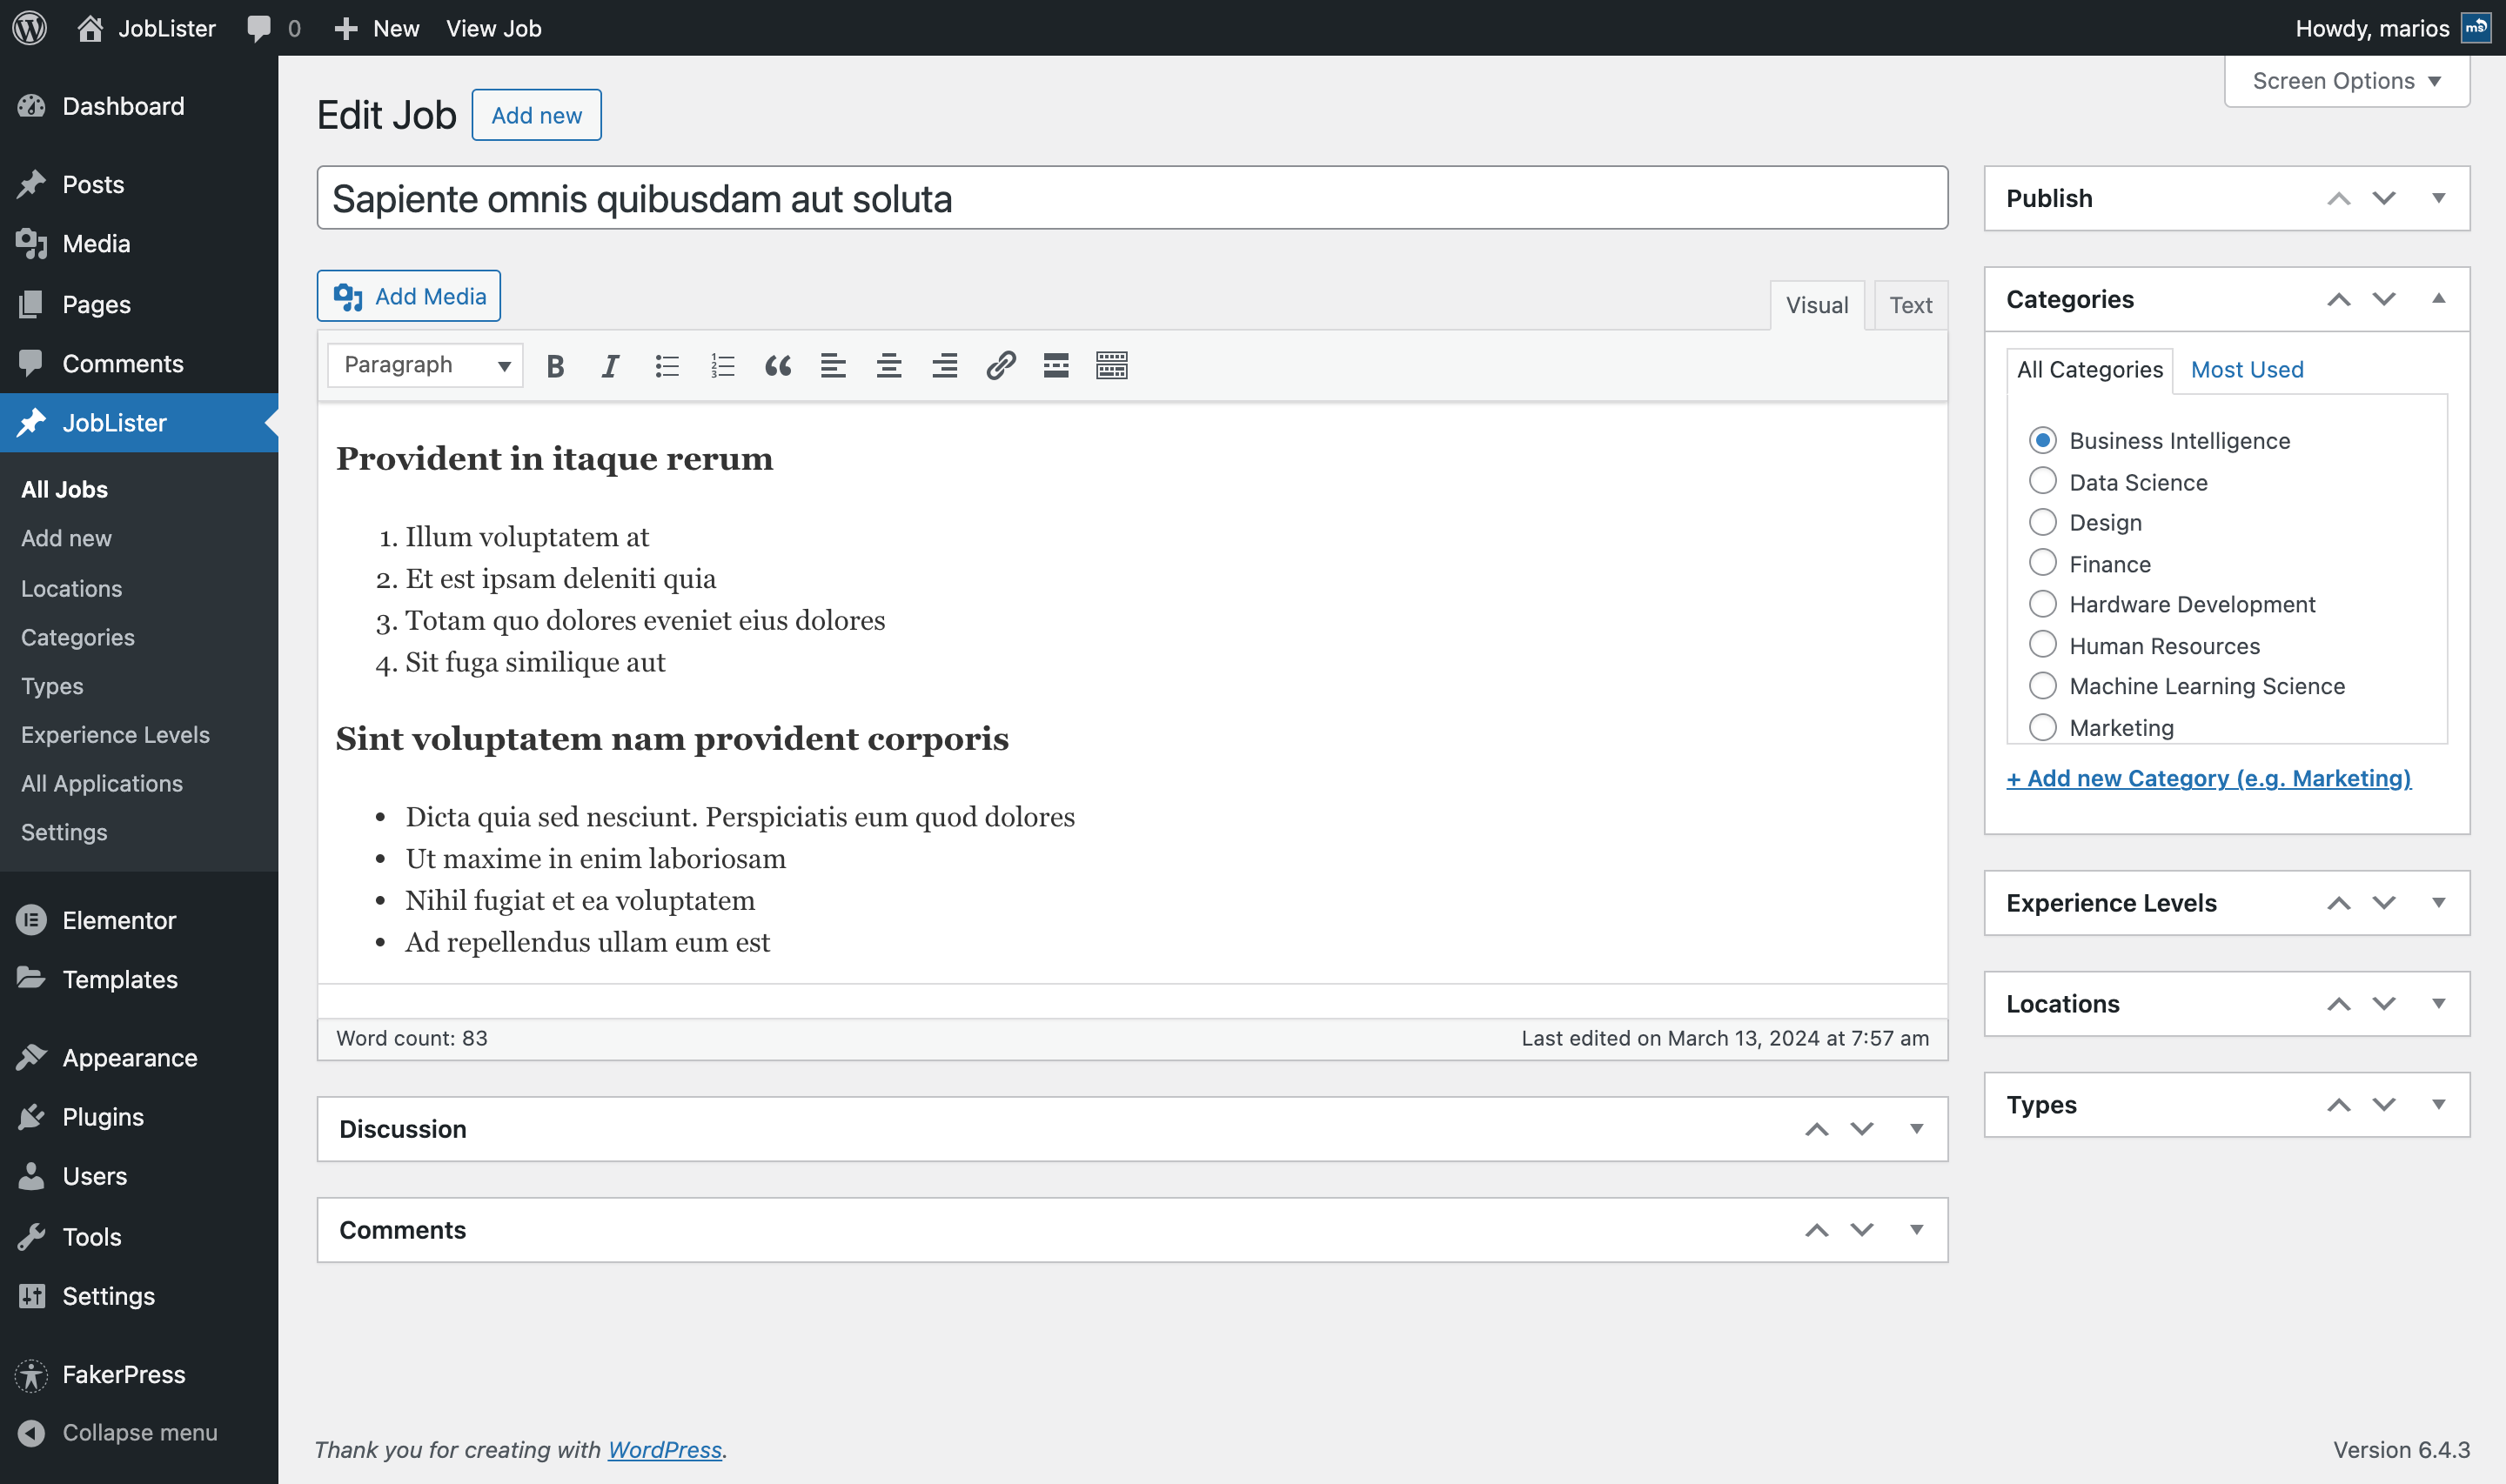 JobLister
0
New
View Job
Howdy, marios
ms
Dashboard
Posts
Media
Pages
Comments
JobLister
All Jobs
Add new
Locations
Categories
Types
Experience Levels
All Applications
Settings
Elementor
Templates
Appearance
Plugins
Users
Tools
Settings
FakerPress
Collapse menu
Screen Options
Edit Job
Add new
Sapiente omnis quibusdam aut soluta
Add Media
Visual
Text
Paragraph
Provident in itaque rerum
1. Illum voluptatem at
2. Et est ipsam deleniti quia
3. Totam quo dolores eveniet eius dolores
4. Sit fuga similique aut
Sint voluptatem nam provident corporis
• Dicta quia sed nesciunt. Perspiciatis eum quod dolores
• Ut maxime in enim laboriosam
• Nihil fugiat et ea voluptatem
• Ad repellendus ullam eum est
Word count: 83
Last edited on March 13, 2024 at 7:57 am
Discussion
Comments
Publish
Categories
All Categories
Most Used
Business Intelligence
Data Science
Design
Finance
Hardware Development
Human Resources
Machine Learning Science
Marketing
+ Add new Category (e.g. Marketing)
Experience Levels
Locations
Types
Thank you for creating with WordPress.
Version 6.4.3